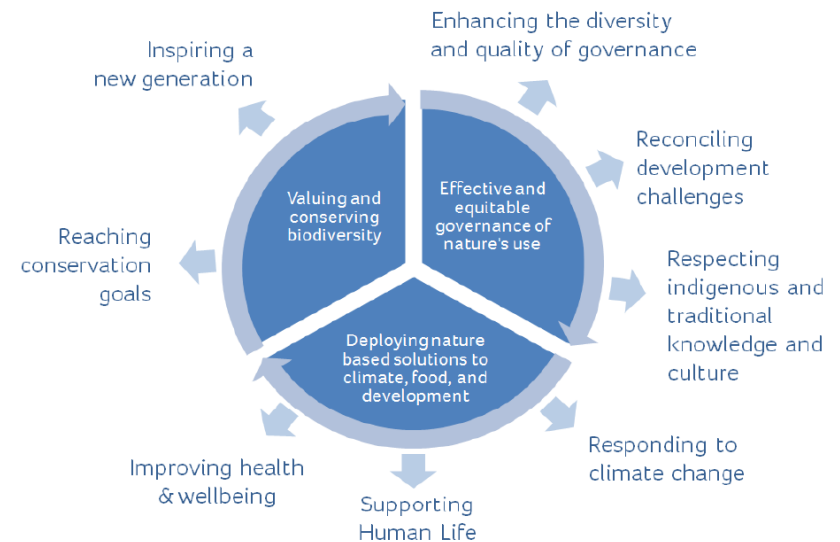 Inspiring a
new generation
Enhancing the diversity
and quality of governance
Reconciling
development
challenges
Valuing and
conserving
biodiversity
Effective and
equitable
governance of
nature's use
Reaching
conservation
goals
Respecting
indigenous and
traditional
knowledge and
culture
Deploying nature
based solutions to
climate, food, and
development
Responding to
climate change
Improving health
& wellbeing
Supporting
Human Life